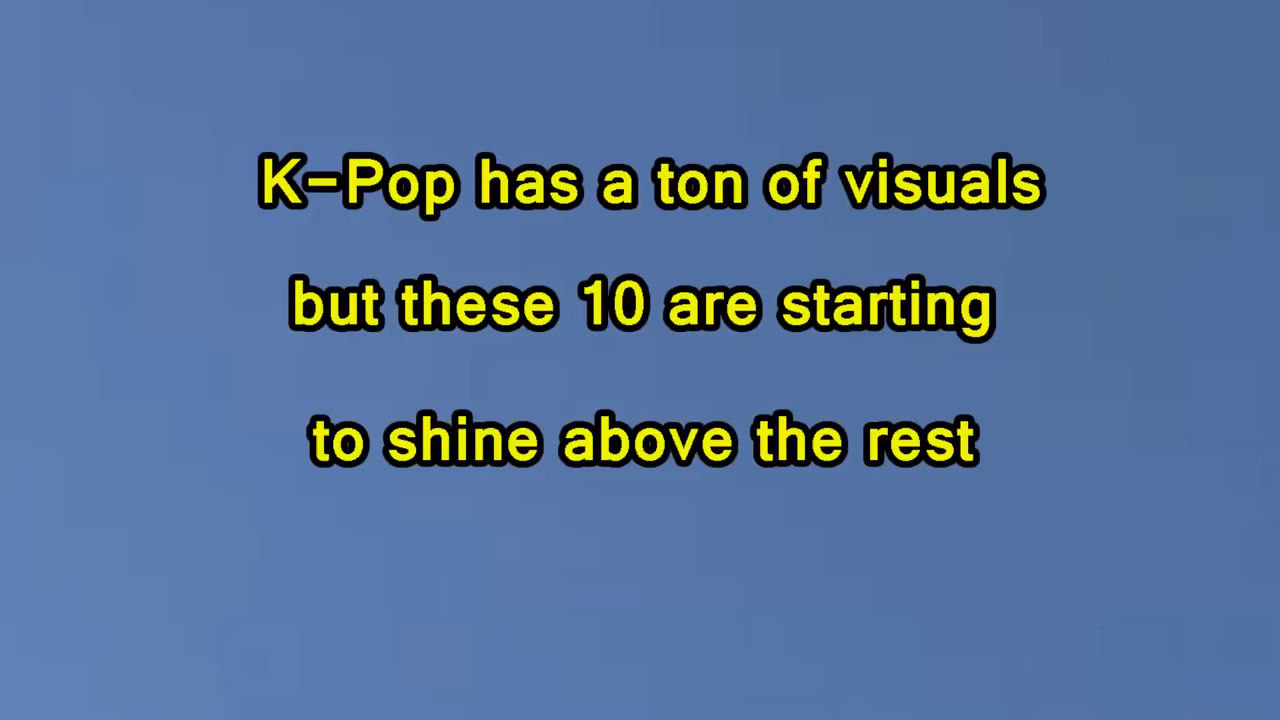 K-Pop has a ton of visuals
but these 10 are starting
to shine above the rest